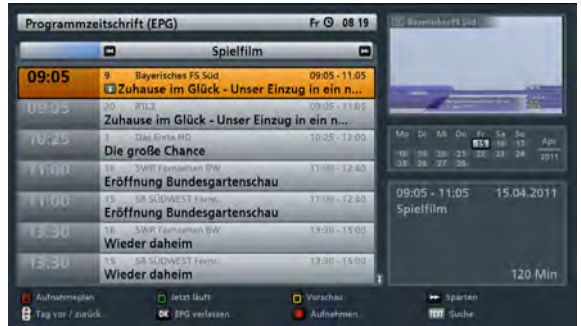 Programmzeitschrift (EPG) Fr 08 19
Spielfilm
09:05 9 Bayerisches FS Süd 09:05 - 11:05
Zuhause im Glück - Unser Einzug in ein n...
09:05 20 RTL2 09:05 - 11:05
Zuhause im Glück - Unser Einzug in ein n...
10:25 1 Das Erste HD 10:25 - 12:00
Die große Chance
11:00 16 SWR Fernsehen BW 11:00 - 12:40
Eröffnung Bundesgartenschau
11:00 15 SR SÜDWEST Ferns. 11:00 - 12:40
Eröffnung Bundesgartenschau
13:30 16 SWR Fernsehen BW 13:30 - 15:00
Wieder daheim
13:30 15 SR SÜDWEST Ferns. 13:30 - 15:00
Wieder daheim
Bayerisches FS Süd
Mo Di Mi Do Fr Sa So
15 16 17 Apr
18 19 20 21 22 23 24 2011
25 26 27 28
09:05 - 11:05 15.04.2011
Spielfilm
120 Min
Aufnahmeplan Jetzt läuft Vorschau Sparten
Tag vor / zurück OK EPG verlassen Aufnehmen TEXT Suche